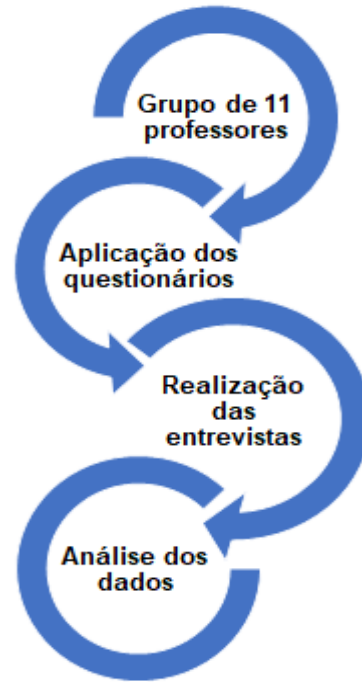 Grupo de 11
professores
Aplicação dos
questionários
Realização
das
entrevistas
Análise dos
dados